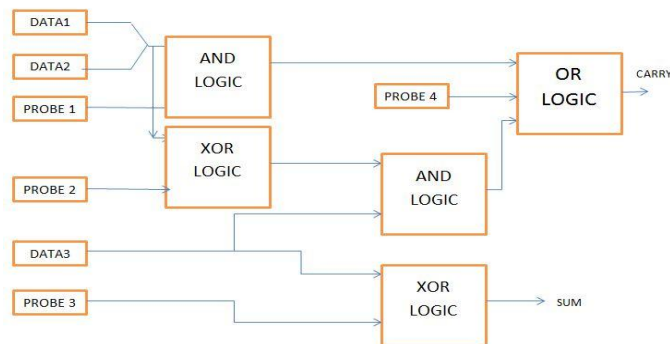 DATA1
DATA2
PROBE 1
PROBE 2
DATA3
PROBE 3
AND
LOGIC
XOR
LOGIC
PROBE 4
AND
LOGIC
XOR
LOGIC
OR
LOGIC
CARRY
SUM